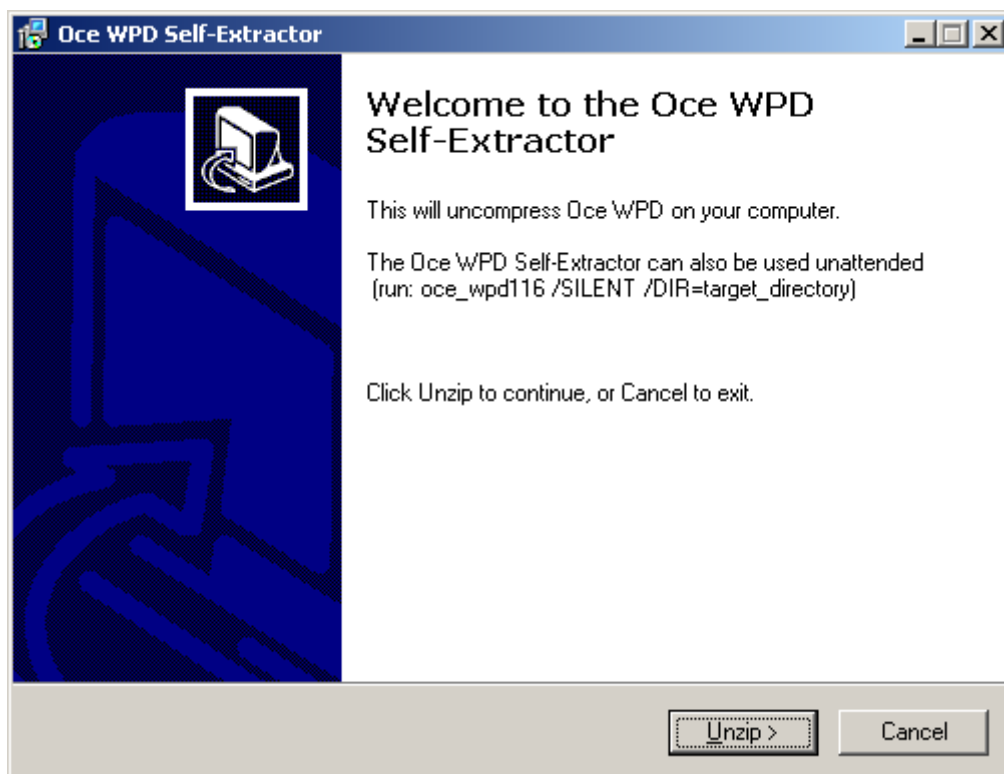 Oce WPD Self-Extractor
Welcome to the Oce WPD
Self-Extractor
This will uncompress Oce WPD on your computer.
The Oce WPD Self-Extractor can also be used unattended
(run: oce_wpd116 /SILENT /DIR=target_directory)
Click Unzip to continue, or Cancel to exit.
Unzip >
Cancel